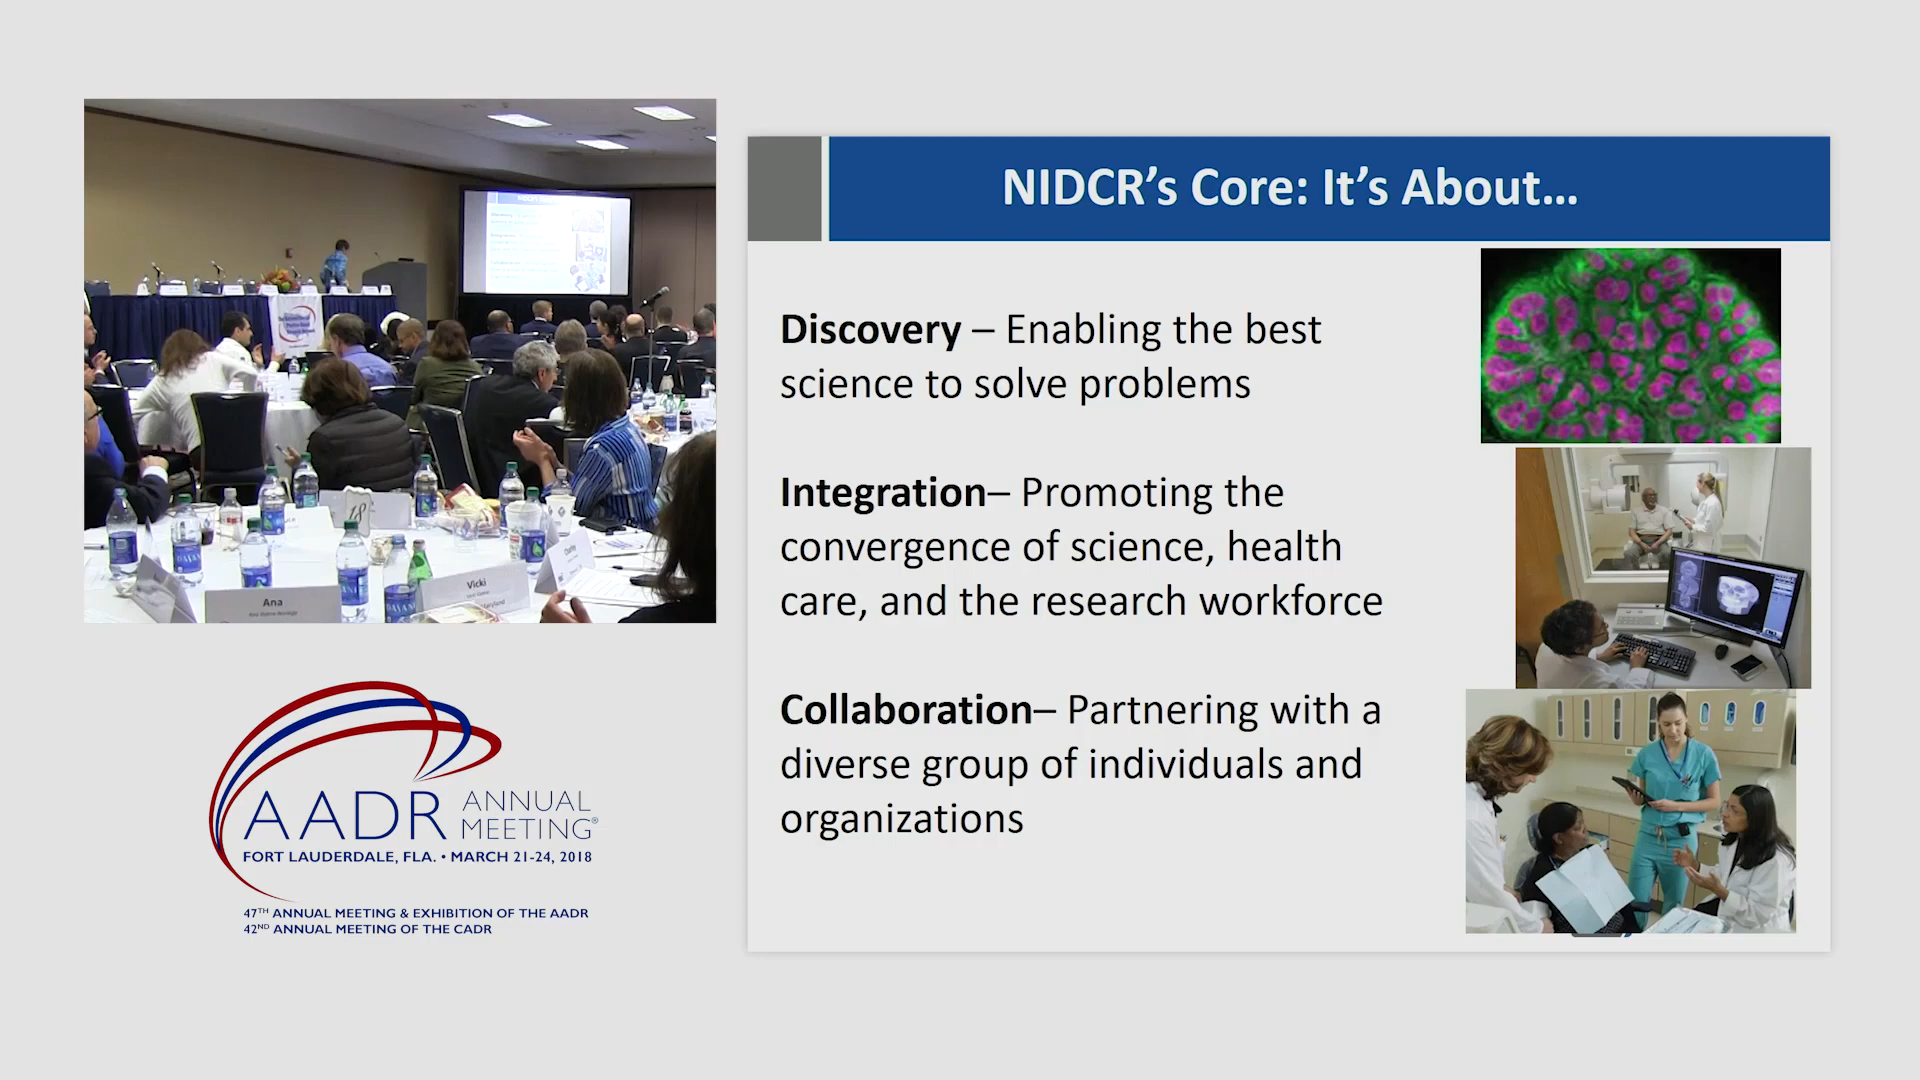 NIDCR's Core: It's About...
Discovery – Enabling the best
science to solve problems
Integration– Promoting the
convergence of science, health
care, and the research workforce
Collaboration– Partnering with a
diverse group of individuals and
organizations
18
Ana
Vicki
Maryland
AADR ANNUAL
MEETING®
FORT LAUDERDALE, FLA. • MARCH 21-24, 2018
47TH ANNUAL MEETING & EXHIBITION OF THE AADR
42ND ANNUAL MEETING OF THE CADR